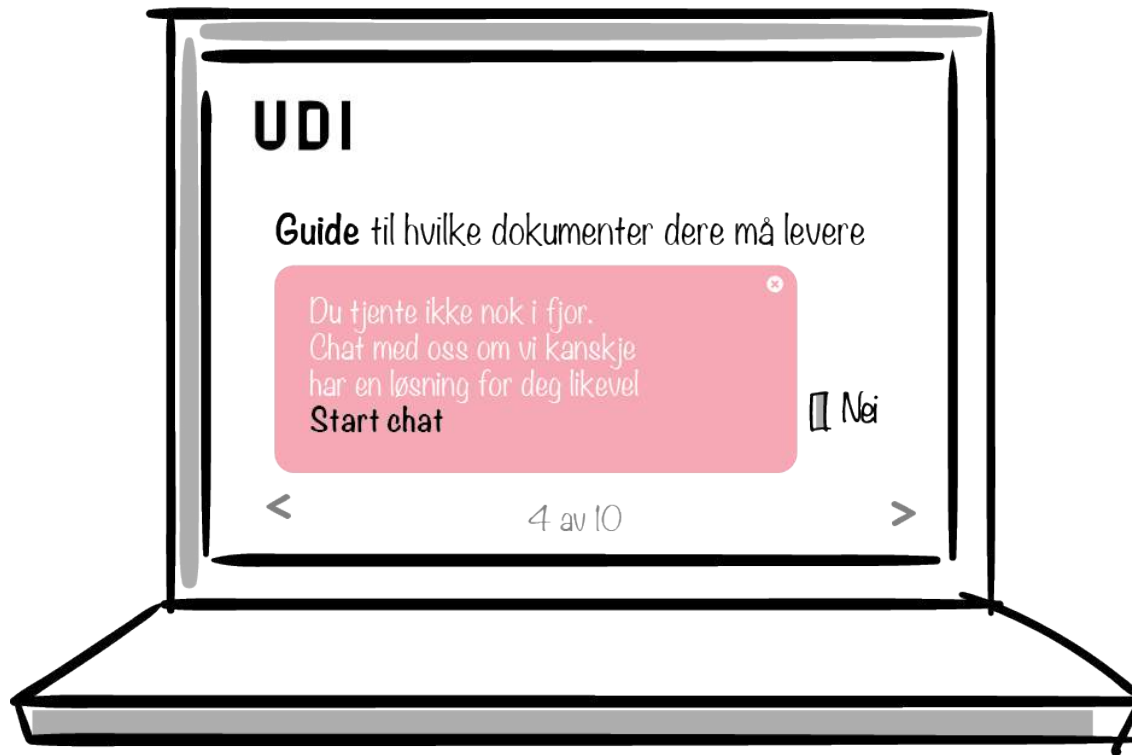 UDI
Guide til hvilke dokumenter dere må levere
Du tjente ikke nok i fjor.
Chat med oss om vi kanskje
har en løsning for deg likevel
Start chat
Nei
< 4 av 10 >